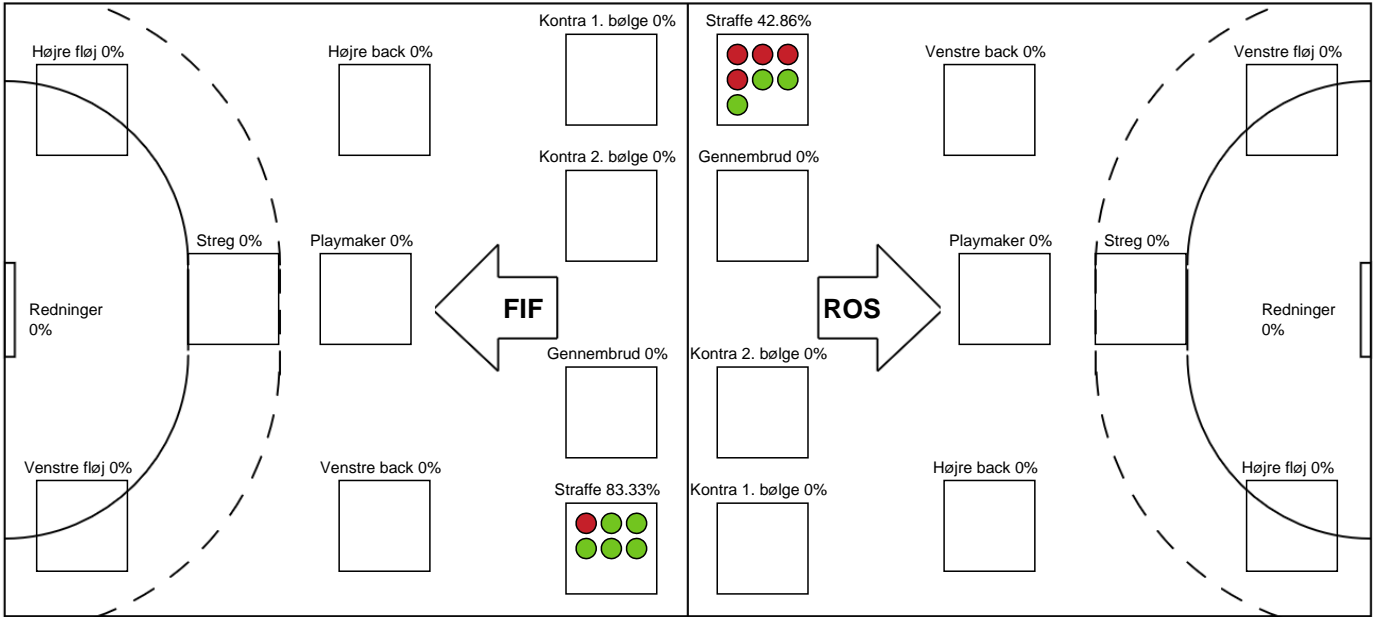 Kontra 1. bølge 0%
Straffe 42.86%
Højre fløj 0%
Højre back 0%
Venstre back 0%
Venstre fløj 0%
Kontra 2. bølge 0%
Gennembrud 0%
Streg 0%
Playmaker 0%
Playmaker 0%
Streg 0%
Redninger
0%
FIF
ROS
Redninger
0%
Gennembrud 0%
Kontra 2. bølge 0%
Venstre fløj 0%
Venstre back 0%
Højre back 0%
Højre fløj 0%
Straffe 83.33%
Kontra 1. bølge 0%